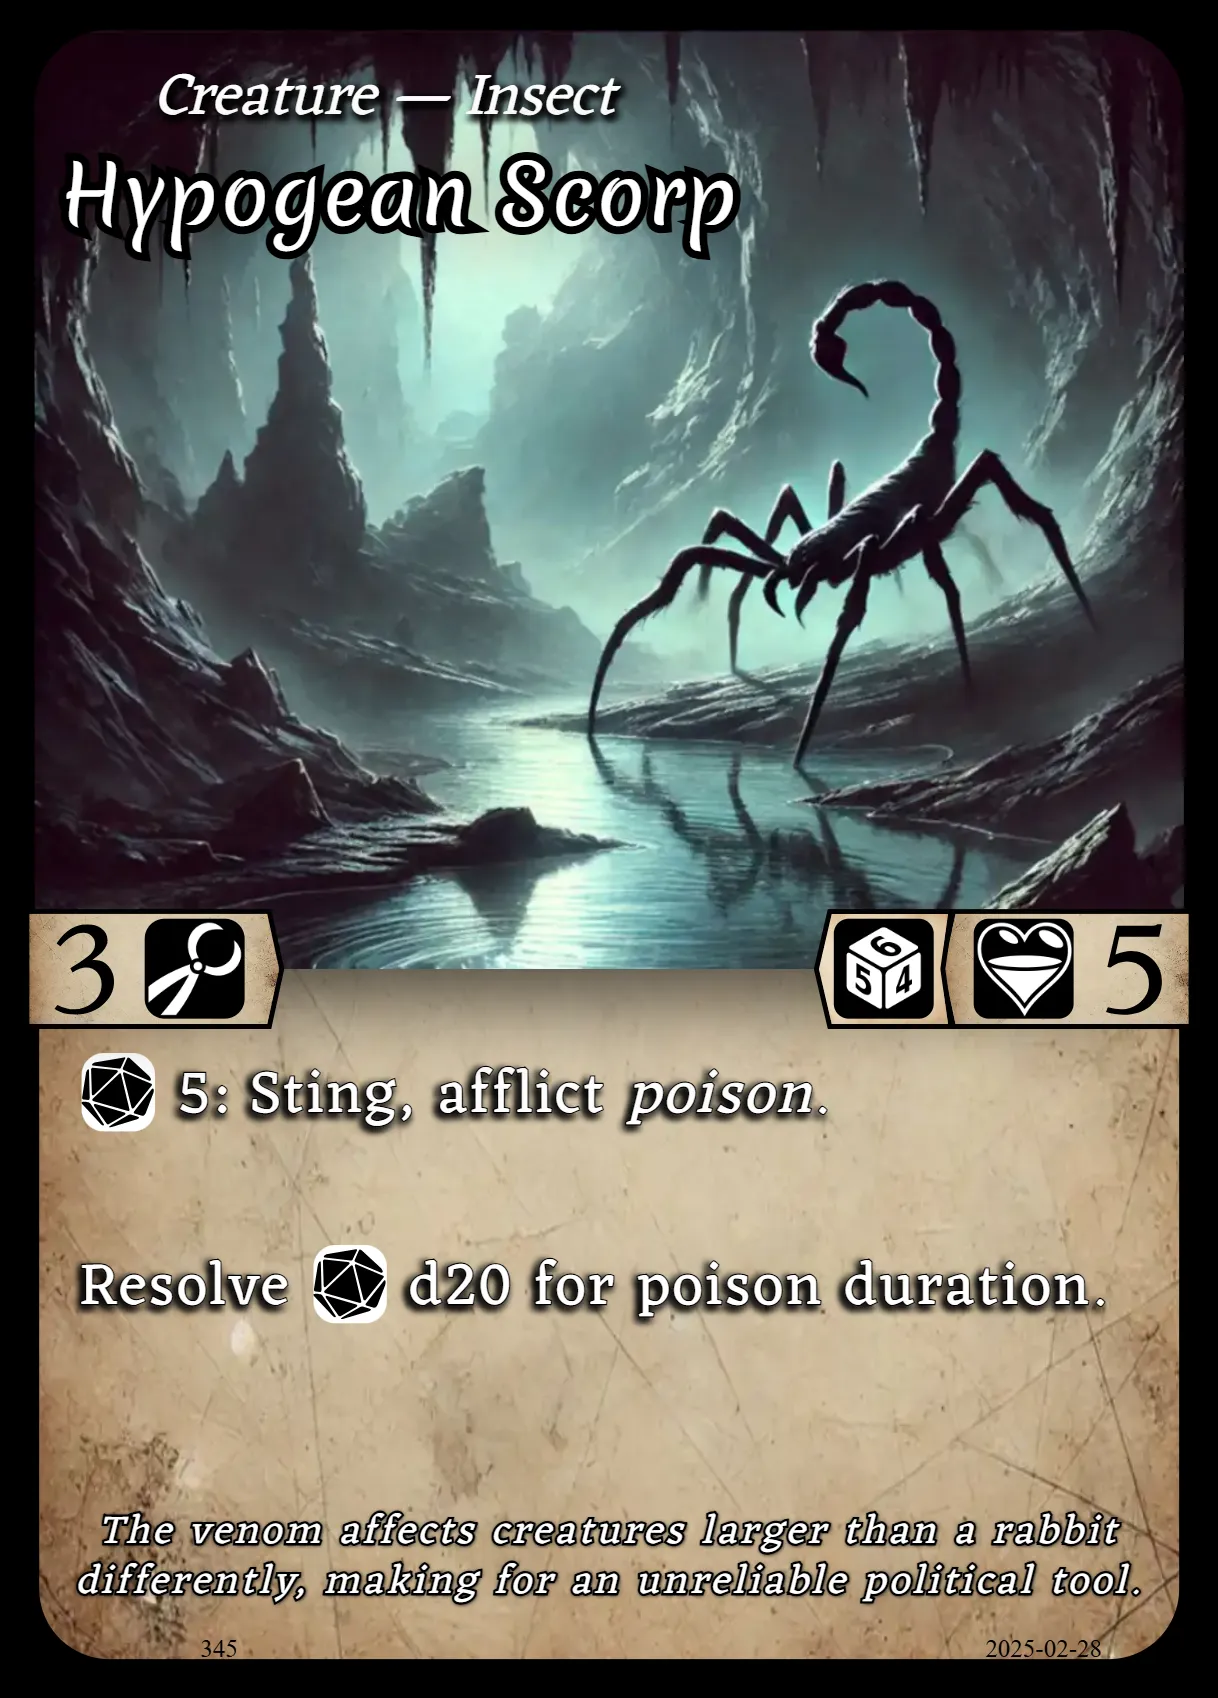 Creature — Insect
Hypogean Scorp
3
6
5 4
5
5: Sting, afflict poison.
Resolve d20 for poison duration.
The venom affects creatures larger than a rabbit
differently, making for an unreliable political tool.
345
2025-02-28